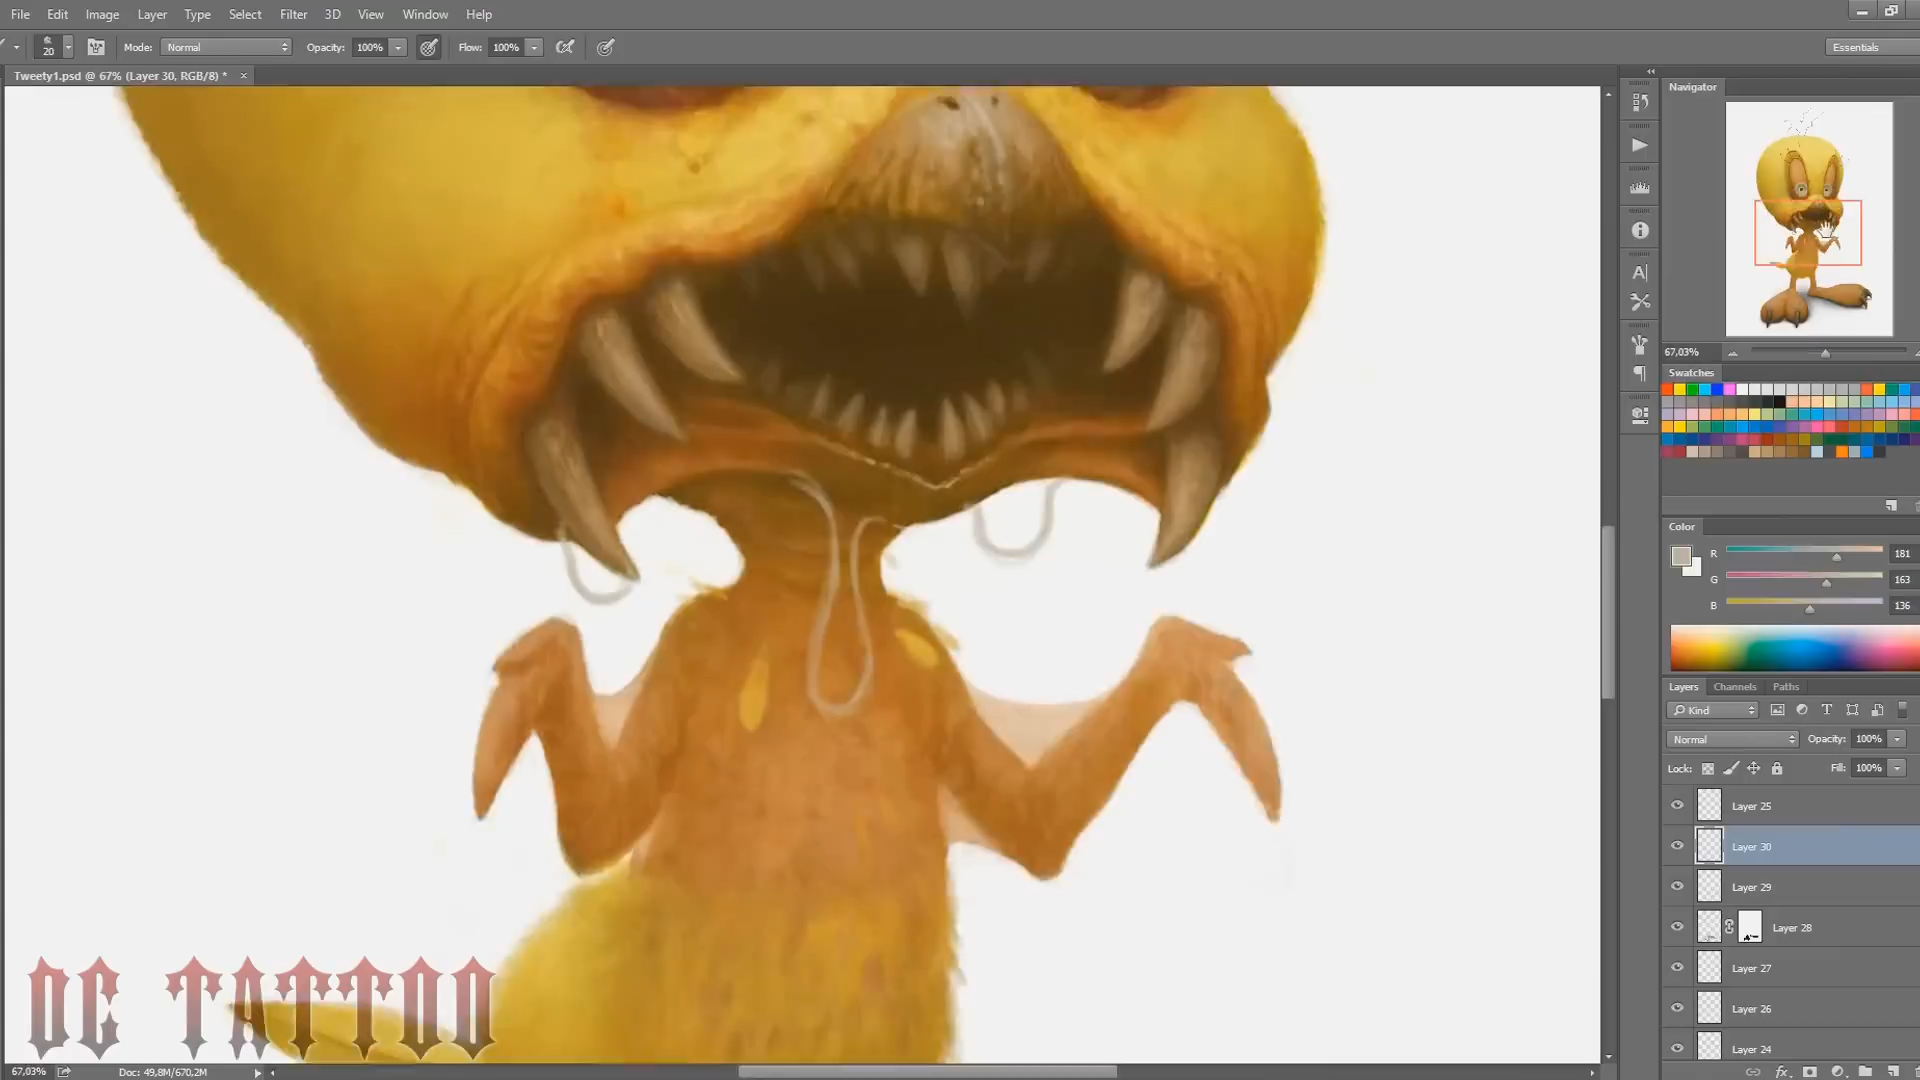 File Edit Image Layer Type Select Filter 3D View Window Help
20 Mode: Normal Opacity: 100% Flow: 100% Essentials
Tweety1.psd @ 67% (Layer 30, RGB/8) * ×
Navigator
67,03%
Swatches
Color
R 181
G 163
B 136
Layers Channels Paths
Kind
Normal Opacity: 100%
Lock: Fill: 100%
Layer 25
Layer 30
Layer 29
Layer 28
Layer 27
Layer 26
Layer 24
DC TATTOO
67,03% Doc: 49,8M/670,2M